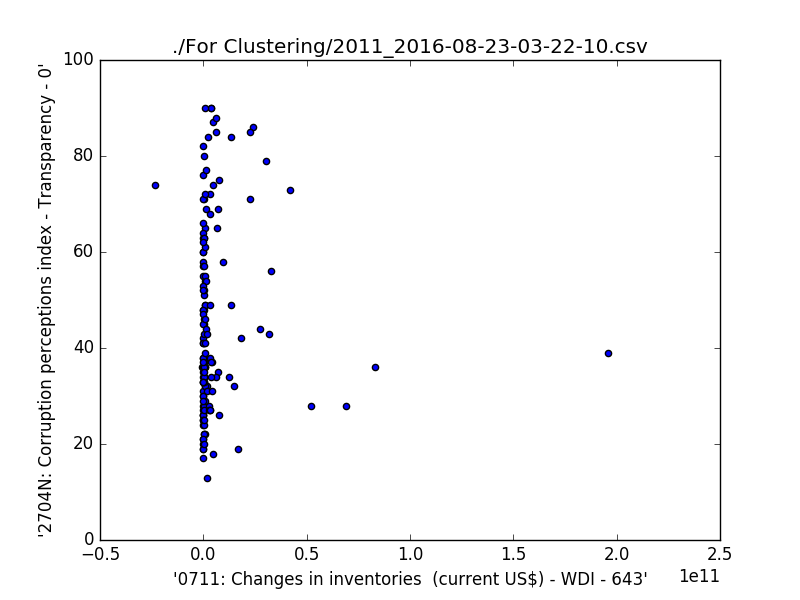 ./For Clustering/2011_2016-08-23-03-22-10.csv
'2704N: Corruption perceptions index - Transparency - 0'
100
80
60
40
20
0
−0.5 0.0 0.5 1.0 1.5 2.0 2.5
1e11
'0711: Changes in inventories  (current US$) - WDI - 643'